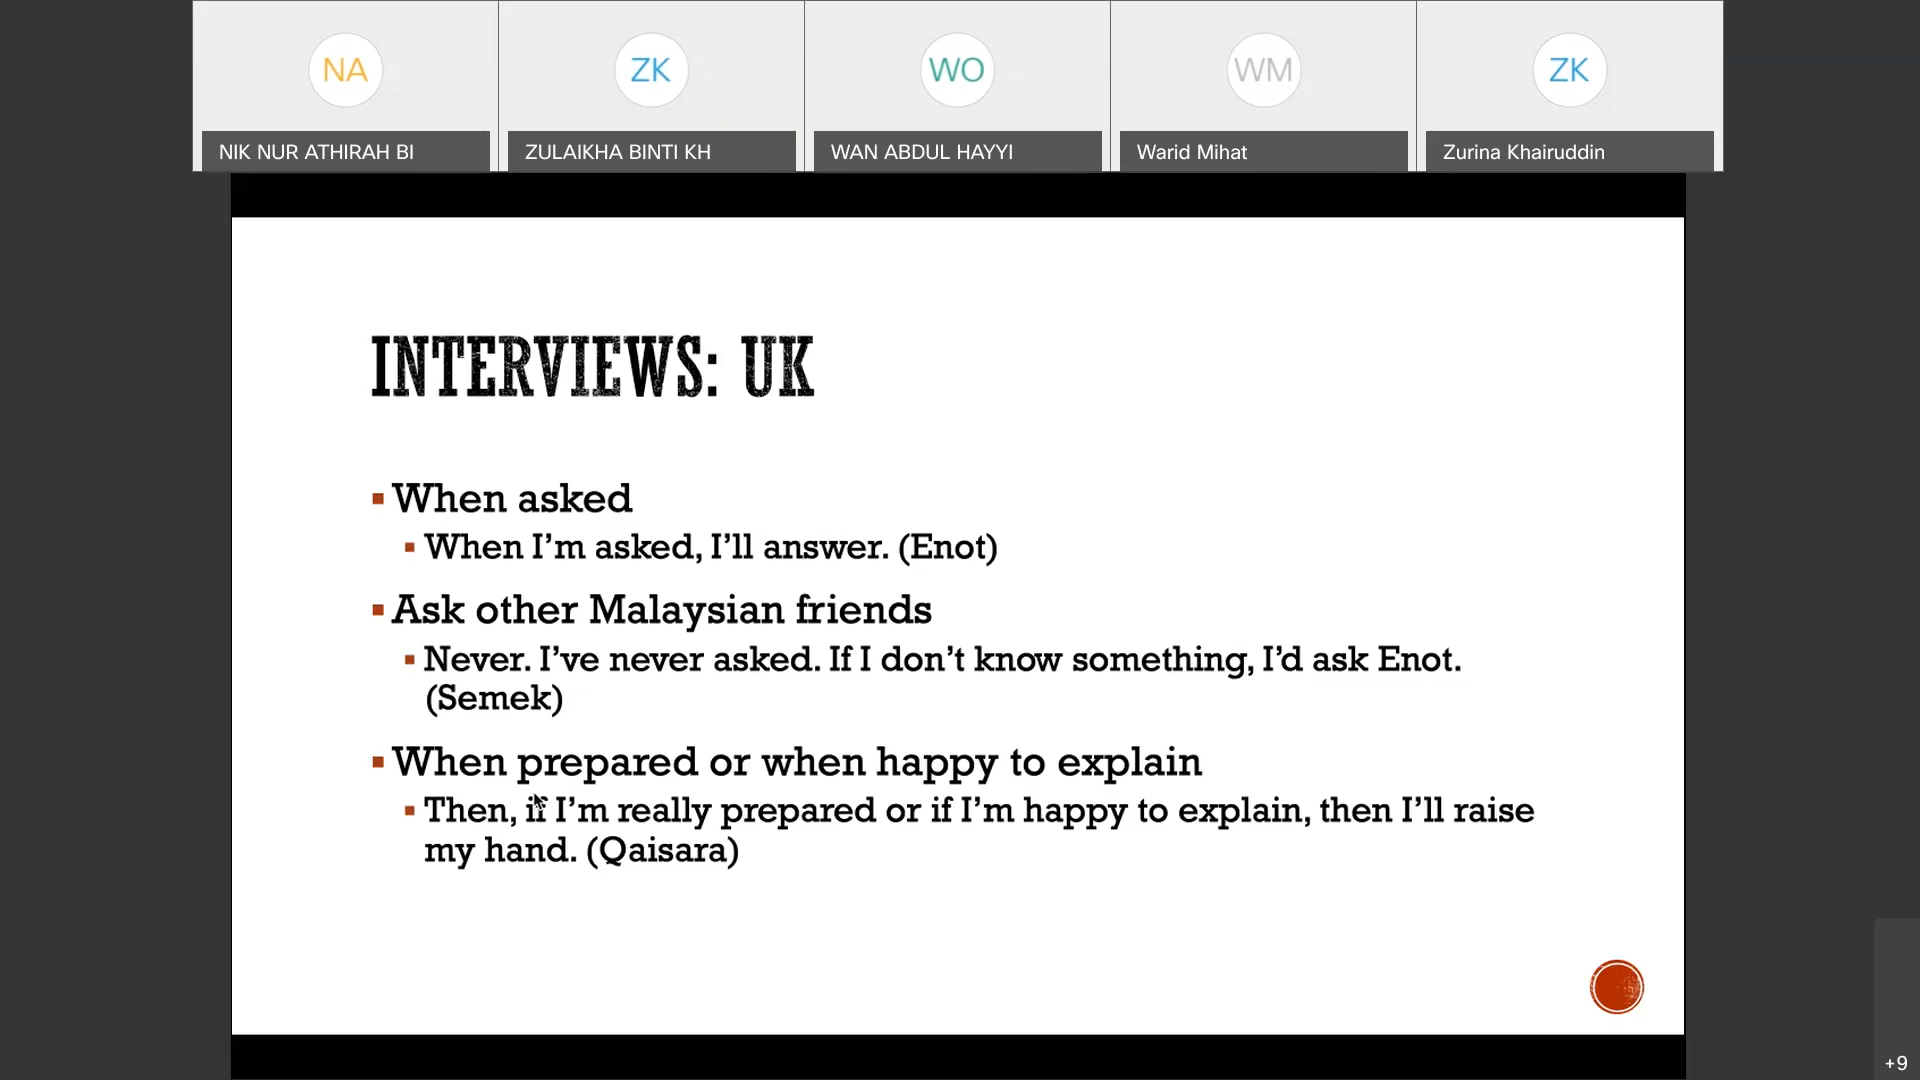 NA
ZK
WO
WM
ZK
NIK NUR ATHIRAH BI
ZULAIKHA BINTI KH
WAN ABDUL HAYYI
Warid Mihat
Zurina Khairuddin
INTERVIEWS: UK
When asked
When I’m asked, I’ll answer. (Enot)
Ask other Malaysian friends
Never. I’ve never asked. If I don’t know something, I’d ask Enot.
(Semek)
When prepared or when happy to explain
Then, if I’m really prepared or if I’m happy to explain, then I’ll raise
my hand. (Qaisara)
+9